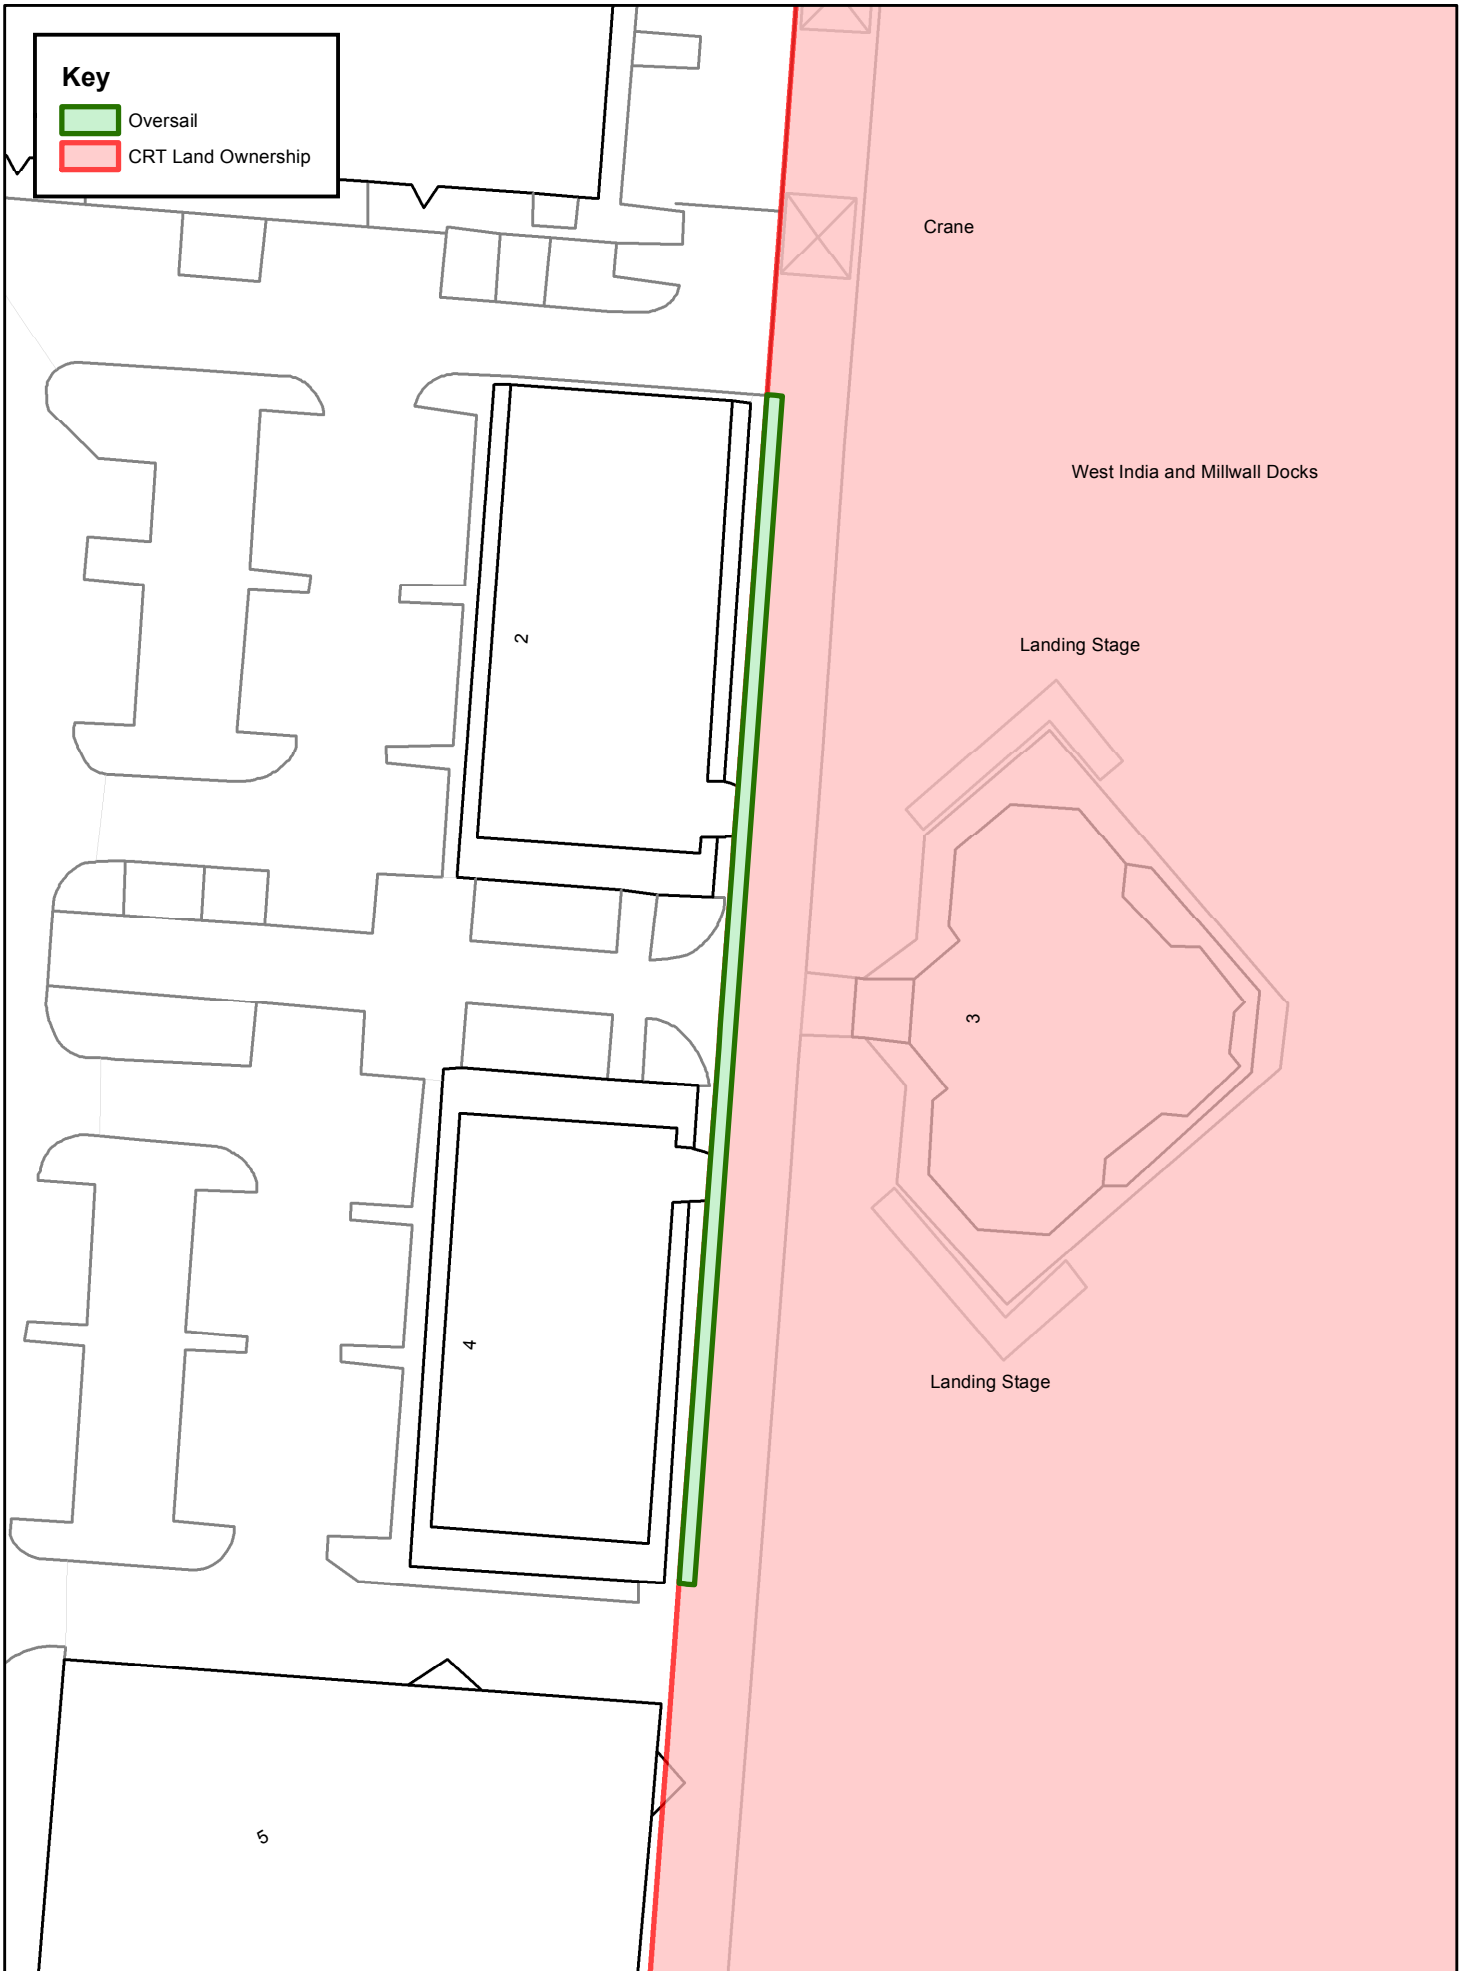 Key
Oversail
CRT Land Ownership
Crane
West India and Millwall Docks
2
Landing Stage
3
4
Landing Stage
5